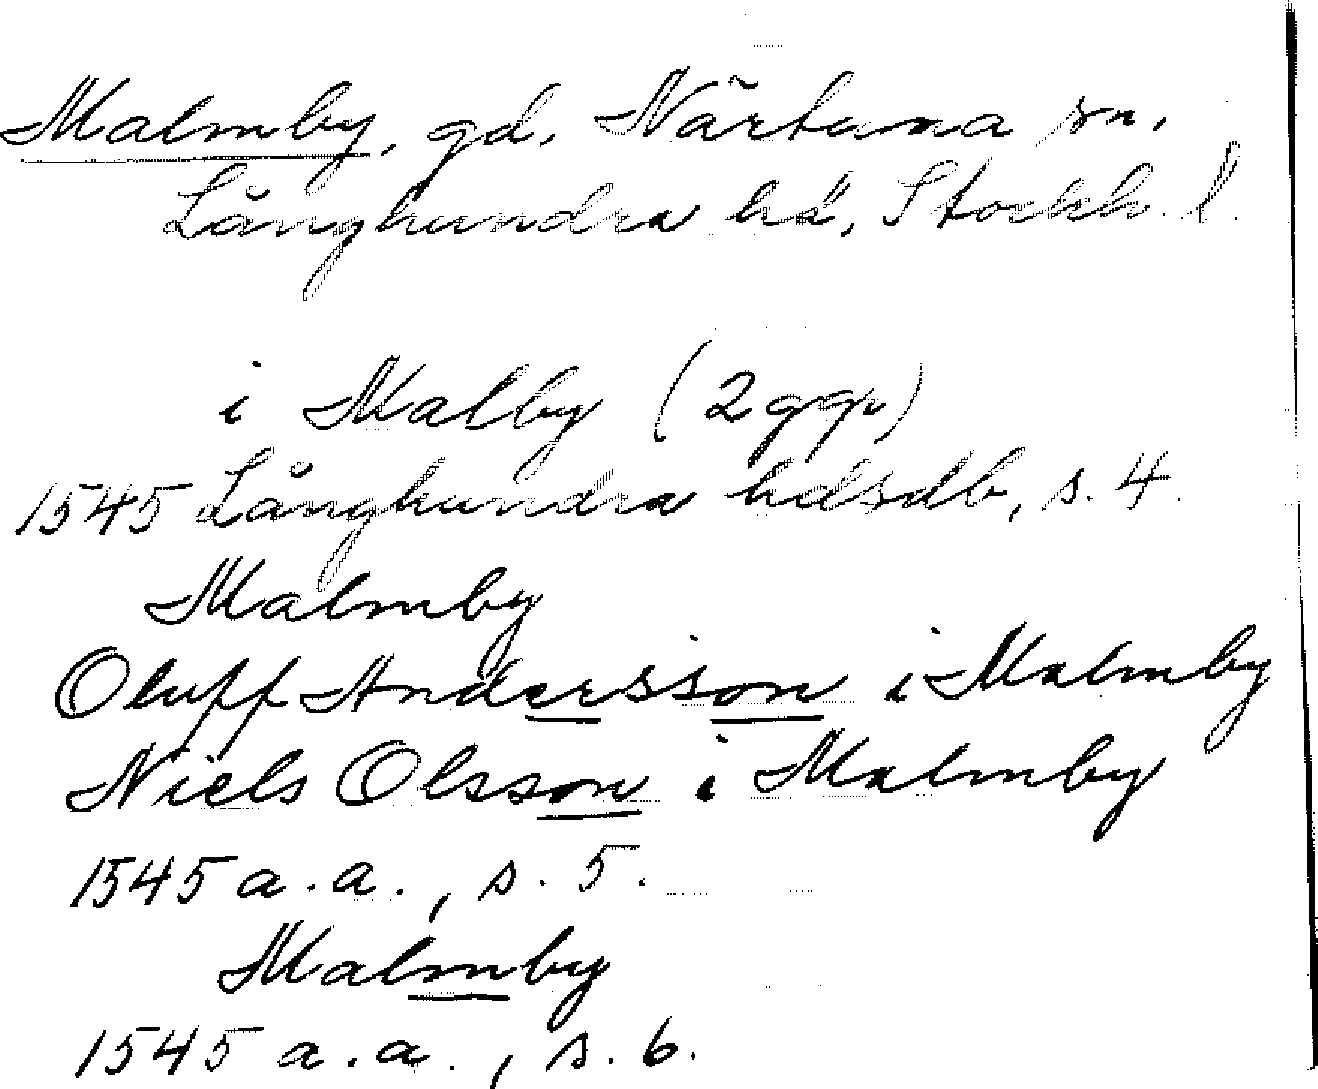 Malmby, gd, Närtuna sn,
Långhundra hd, Stockh. l.
i Malby (2 ggr)
1545 Långhundra hdsdb, s. 4.
Malmby
Oluff Andersson i Malmby
Niels Olsson i Malmby
1545 a.a., s. 5.
Malmby
1545 a.a., s. 6.